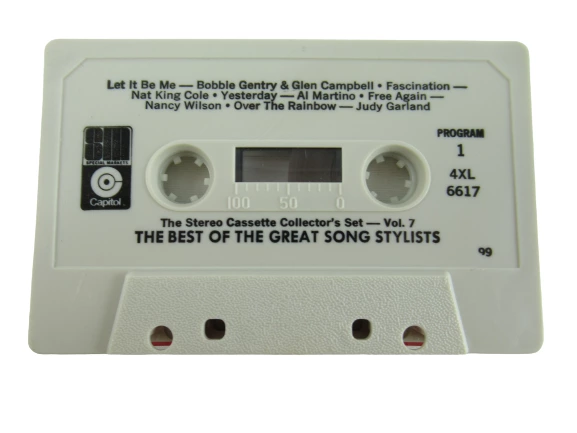 Let It Be Me — Bobbie Gentry & Glen Campbell • Fascination —
Nat King Cole • Yesterday — Al Martino • Free Again —
Nancy Wilson • Over The Rainbow — Judy Garland
SPECIAL MARKETS
Capitol
PROGRAM
1
4XL
6617
100 50 0
The Stereo Cassette Collector's Set — Vol. 7
THE BEST OF THE GREAT SONG STYLISTS
99